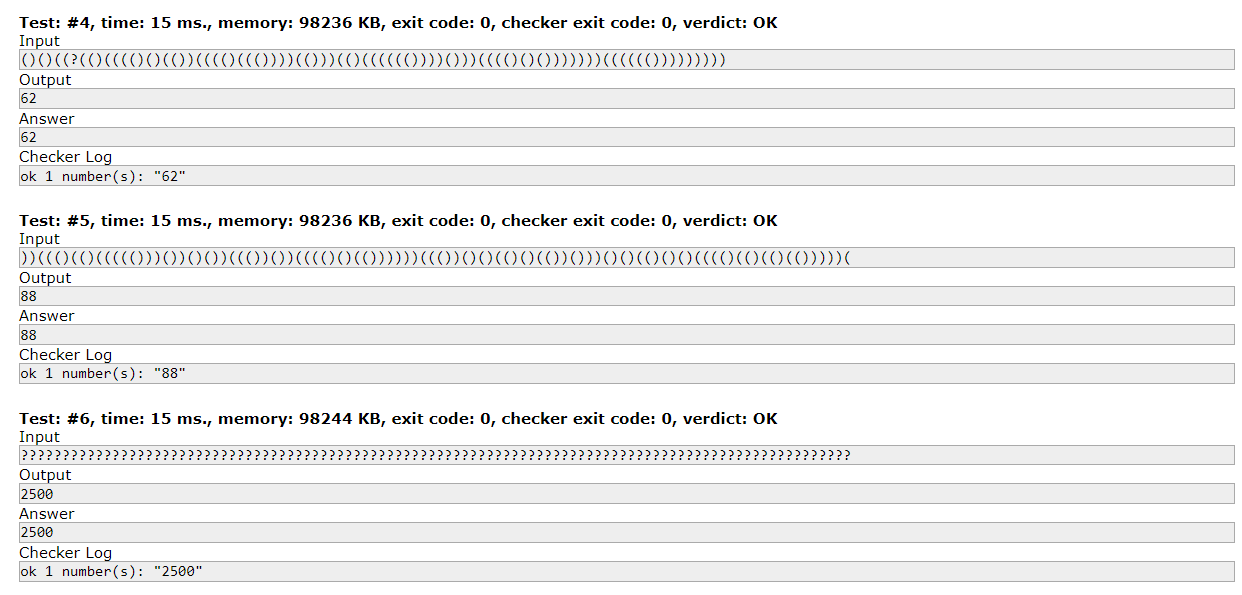 Test: #4, time: 15 ms., memory: 98236 KB, exit code: 0, checker exit code: 0, verdict: OK
Input
()()((?(()(((()()(())(((()((())))(()))(()(((((())))()))(((()()()))))))(((((()))))))))
Output
62
Answer
62
Checker Log
ok 1 number(s): "62"
Test: #5, time: 15 ms., memory: 98236 KB, exit code: 0, checker exit code: 0, verdict: OK
Input
))((()(()((((()))())()())((())())(((()()(())))))((())()()(()()(())()))()()(()()()(((()(()(()(()))))(
Output
88
Answer
88
Checker Log
ok 1 number(s): "88"
Test: #6, time: 15 ms., memory: 98244 KB, exit code: 0, checker exit code: 0, verdict: OK
Input
????????????????????????????????????????????????????????????????????????????????????????????????????
Output
2500
Answer
2500
Checker Log
ok 1 number(s): "2500"